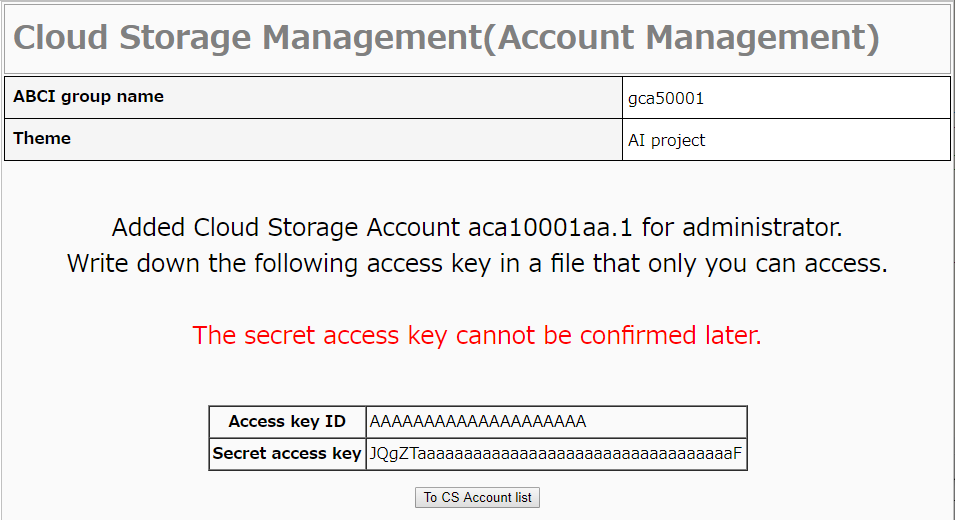 Cloud Storage Management(Account Management)
ABCI group name gca50001
Theme AI project
Added Cloud Storage Account aca10001aa.1 for administrator.
Write down the following access key in a file that only you can access.
The secret access key cannot be confirmed later.
Access key ID AAAAAAAAAAAAAAAAAAAA
Secret access key JQgZTaaaaaaaaaaaaaaaaaaaaaaaaaaaaaaaaaaF
To CS Account list